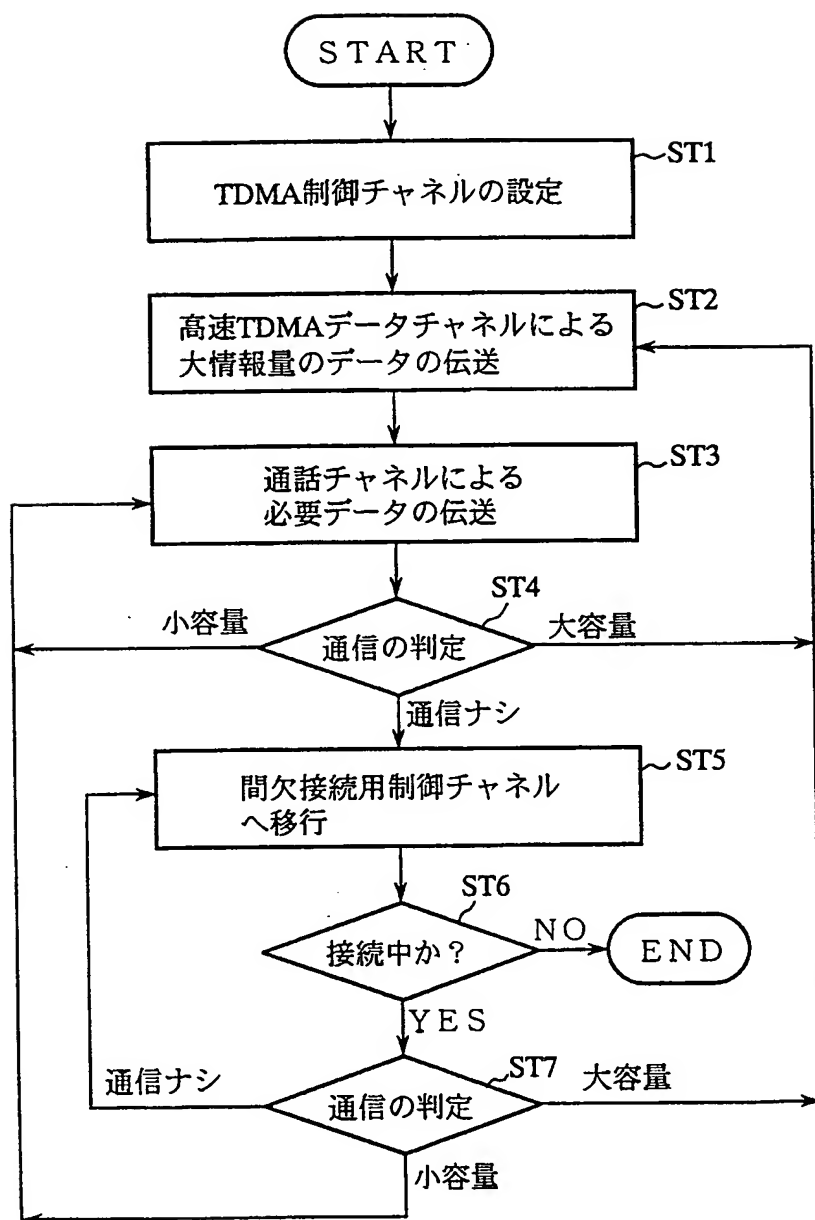 START
ST1
TDMA制御チャネルの設定
ST2
高速TDMAデータチャネルによる
大情報量のデータの伝送
ST3
通話チャネルによる
必要データの伝送
ST4
小容量
通信の判定
大容量
通信ナシ
ST5
間欠接続用制御チャネル
へ移行
ST6
接続中か？
NO
END
YES
ST7
通信ナシ
通信の判定
大容量
小容量